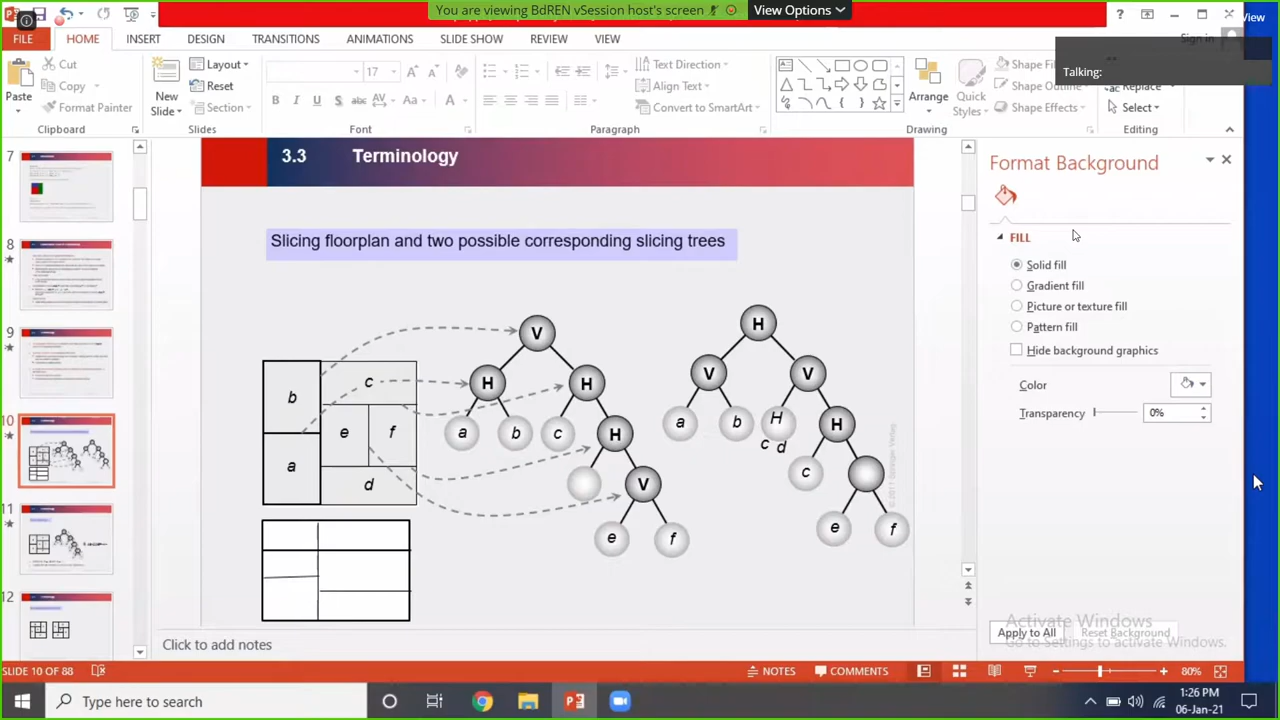 You are viewing BdREN vSession host's screen
View Options
View
FILE
HOME
INSERT
DESIGN
TRANSITIONS
ANIMATIONS
SLIDE SHOW
REVIEW
VIEW
Sign in
Talking:
Paste
Cut
Copy
Format Painter
Clipboard
New
Slide
Layout
Reset
Section
Slides
17
B I U S abc AV Aa A
Font
Text Direction
Align Text
Convert to SmartArt
Paragraph
Arrange
Quick
Styles
Shape Fill
Shape Outline
Shape Effects
Drawing
Replace
Select
Editing
7
8
9
10
11
12
3.3 Terminology
Slicing floorplan and two possible corresponding slicing trees
b
a
c
e
f
d
V
H
H
a
b
c
H
V
e
f
H
V
V
a
b
H
c d
H
c
e
f
Format Background
FILL
Solid fill
Gradient fill
Picture or texture fill
Pattern fill
Hide background graphics
Color
Transparency
0%
Activate Windows
Go to Settings to activate Windows.
Apply to All
Reset Background
Click to add notes
SLIDE 10 OF 88
NOTES
COMMENTS
80%
Type here to search
1:26 PM
06-Jan-21